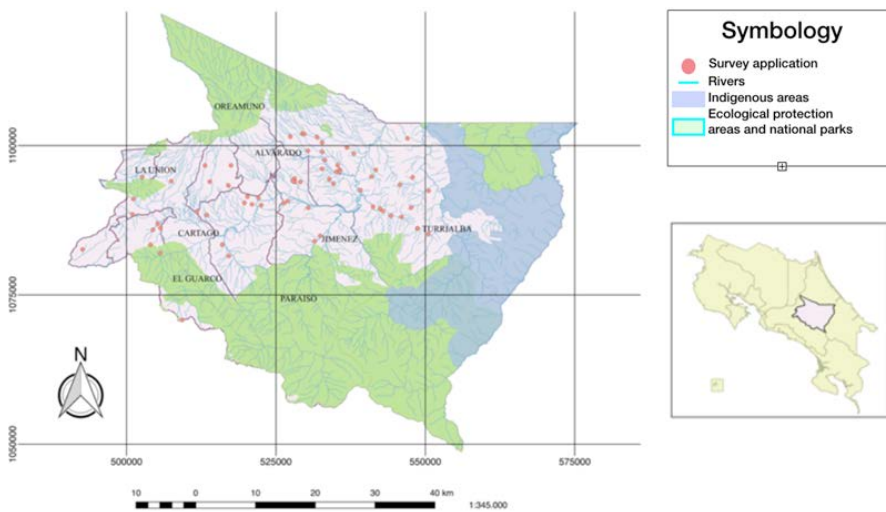 Symbology
Survey application
Rivers
Indigenous areas
Ecological protection
areas and national parks
OREAMUNO
1100000
ALVARADO
LA UNION
CARTAGO
JIMENEZ
TURRIALBA
EL GUARCO
1075000
PARAISO
N
1050000
500000 525000 550000 575000
10 0 10 20 30 40 km
1:345.000